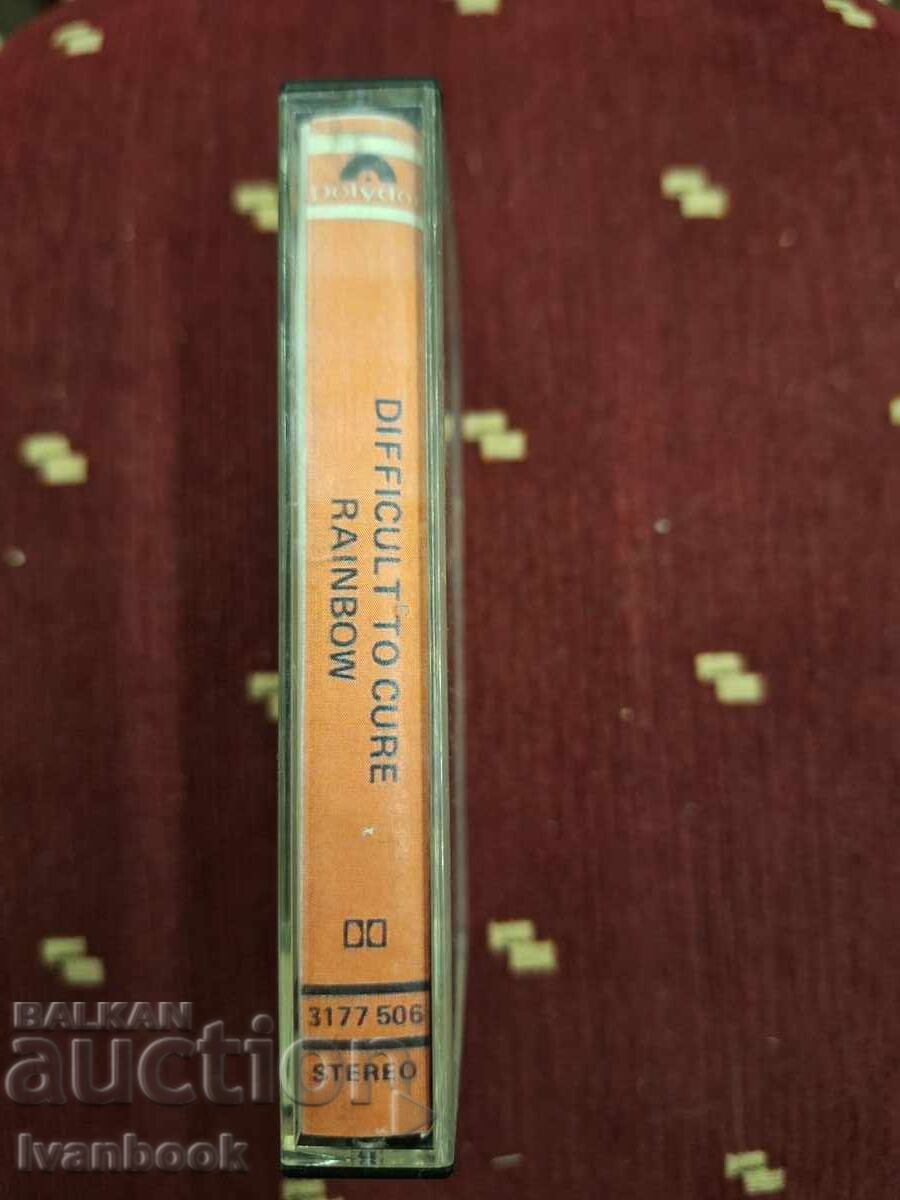 polydor
DIFFICULT TO CURE
RAINBOW
3177 506
STEREO
BALKAN
auction
Ivanbook